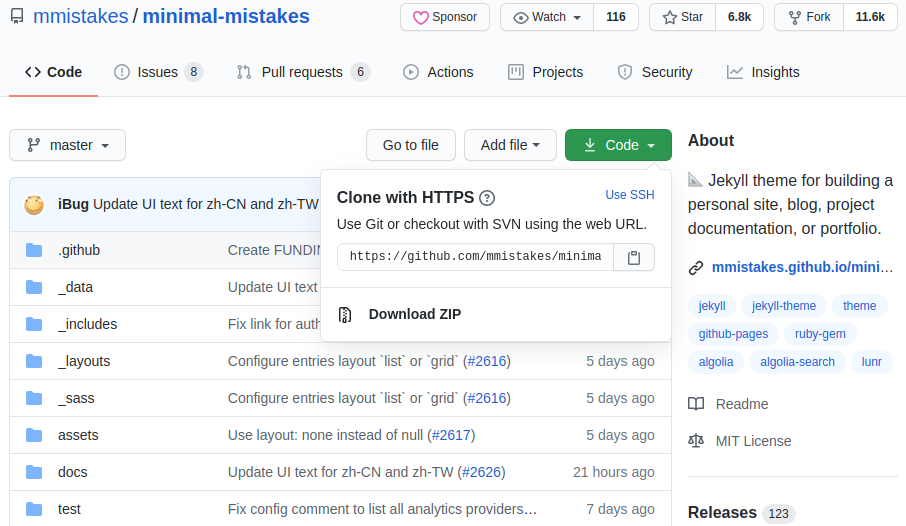 mmistakes / minimal-mistakes
Sponsor Watch 116 Star 6.8k Fork 11.6k
Code Issues 8 Pull requests 6 Actions Projects Security Insights
master Go to file Add file Code
Clone with HTTPS ? Use SSH
Use Git or checkout with SVN using the web URL.
https://github.com/mmistakes/minima
Download ZIP
iBug Update UI text for zh-CN and zh-TW
.github Create FUNDIN
_data Update UI text
_includes Fix link for auth
_layouts Configure entries layout `list` or `grid` (#2616) 5 days ago
_sass Configure entries layout `list` or `grid` (#2616) 5 days ago
assets Use layout: none instead of null (#2617) 5 days ago
docs Update UI text for zh-CN and zh-TW (#2626) 21 hours ago
test Fix config comment to list all analytics providers… 7 days ago
About
Jekyll theme for building a
personal site, blog, project
documentation, or portfolio.
mmistakes.github.io/mini…
jekyll jekyll-theme theme
github-pages ruby-gem
algolia algolia-search lunr
Readme
MIT License
Releases 123